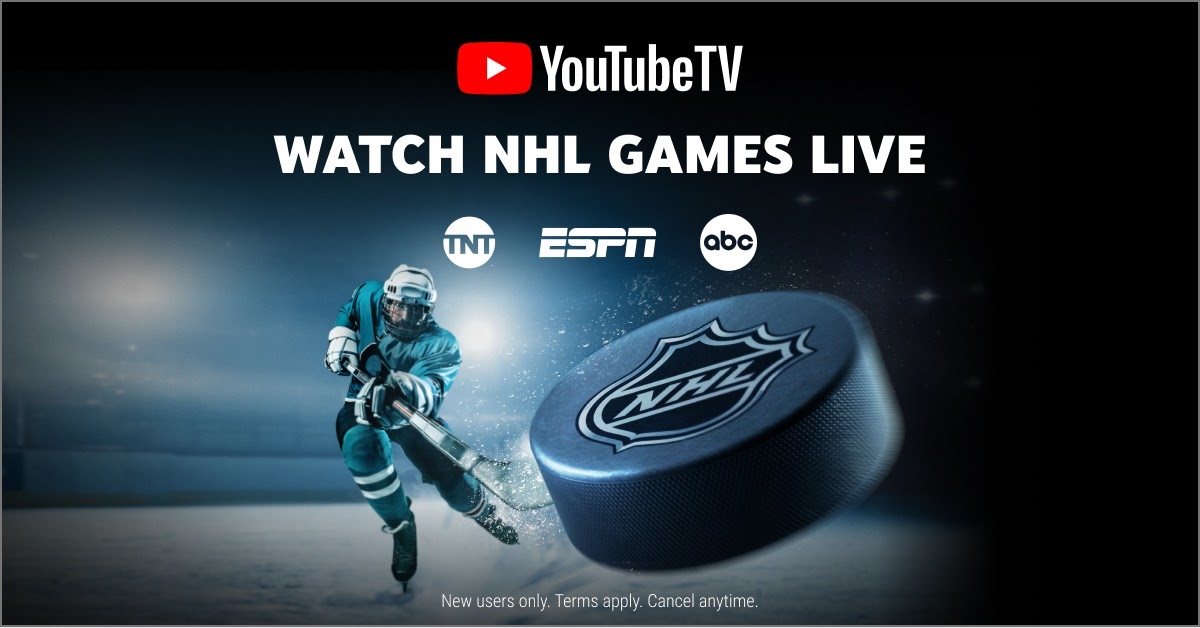 YouTubeTV
WATCH NHL GAMES LIVE
TNT ESPN abc
NHL
New users only. Terms apply. Cancel anytime.